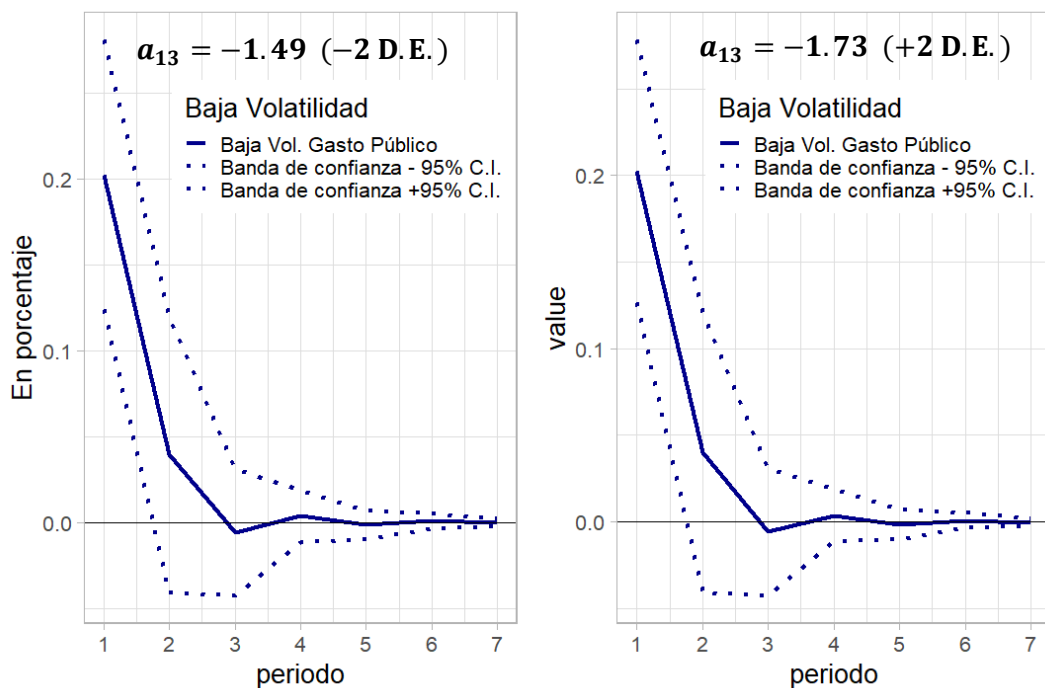 a₁₃ = −1.49 (−2 D.E.)
Baja Volatilidad
Baja Vol. Gasto Público
Banda de confianza - 95% C.I.
Banda de confianza +95% C.I.
En porcentaje
0.2
0.1
0.0
1 2 3 4 5 6 7
periodo
a₁₃ = −1.73 (+2 D.E.)
Baja Volatilidad
Baja Vol. Gasto Público
Banda de confianza - 95% C.I.
Banda de confianza +95% C.I.
value
0.2
0.1
0.0
1 2 3 4 5 6 7
periodo